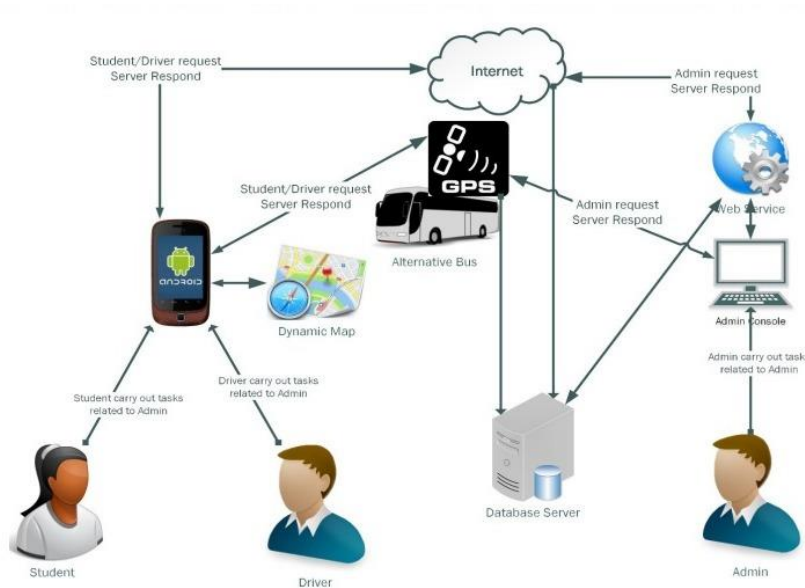 Student/Driver request
Server Respond
Internet
Admin request
Server Respond
GPS
Student/Driver request
Server Respond
Admin request
Server Respond
Web Service
Alternative Bus
ANDROID
Dynamic Map
Admin Console
Student carry out tasks
related to Admin
Driver carry out tasks
related to Admin
Admin carry out task
related to Admin
Database Server
Student
Driver
Admin